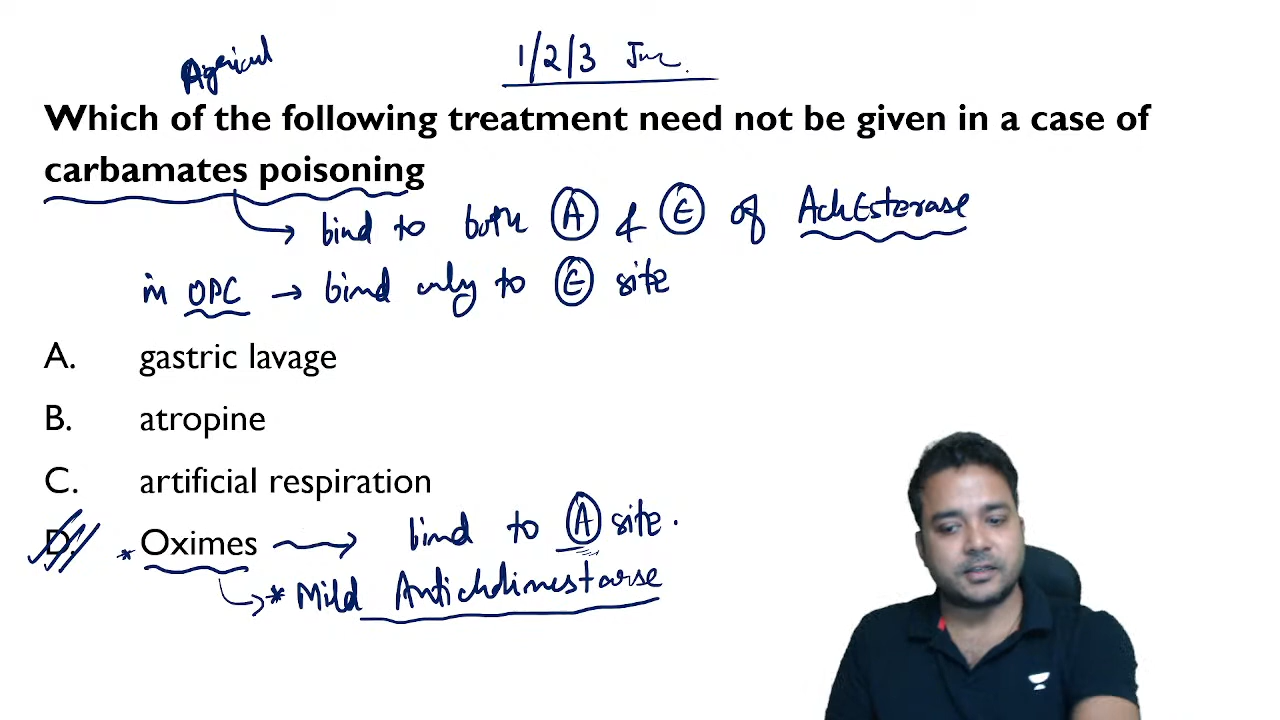 Agricul
1/2/3 Jun.
Which of the following treatment need not be given in a case of
carbamates poisoning
bind to both A & E of AchEsterase
in OPC → bind only to E site
A. gastric lavage
B. atropine
C. artificial respiration
D. * Oximes → bind to A site.
* Mild Antichdinestarse